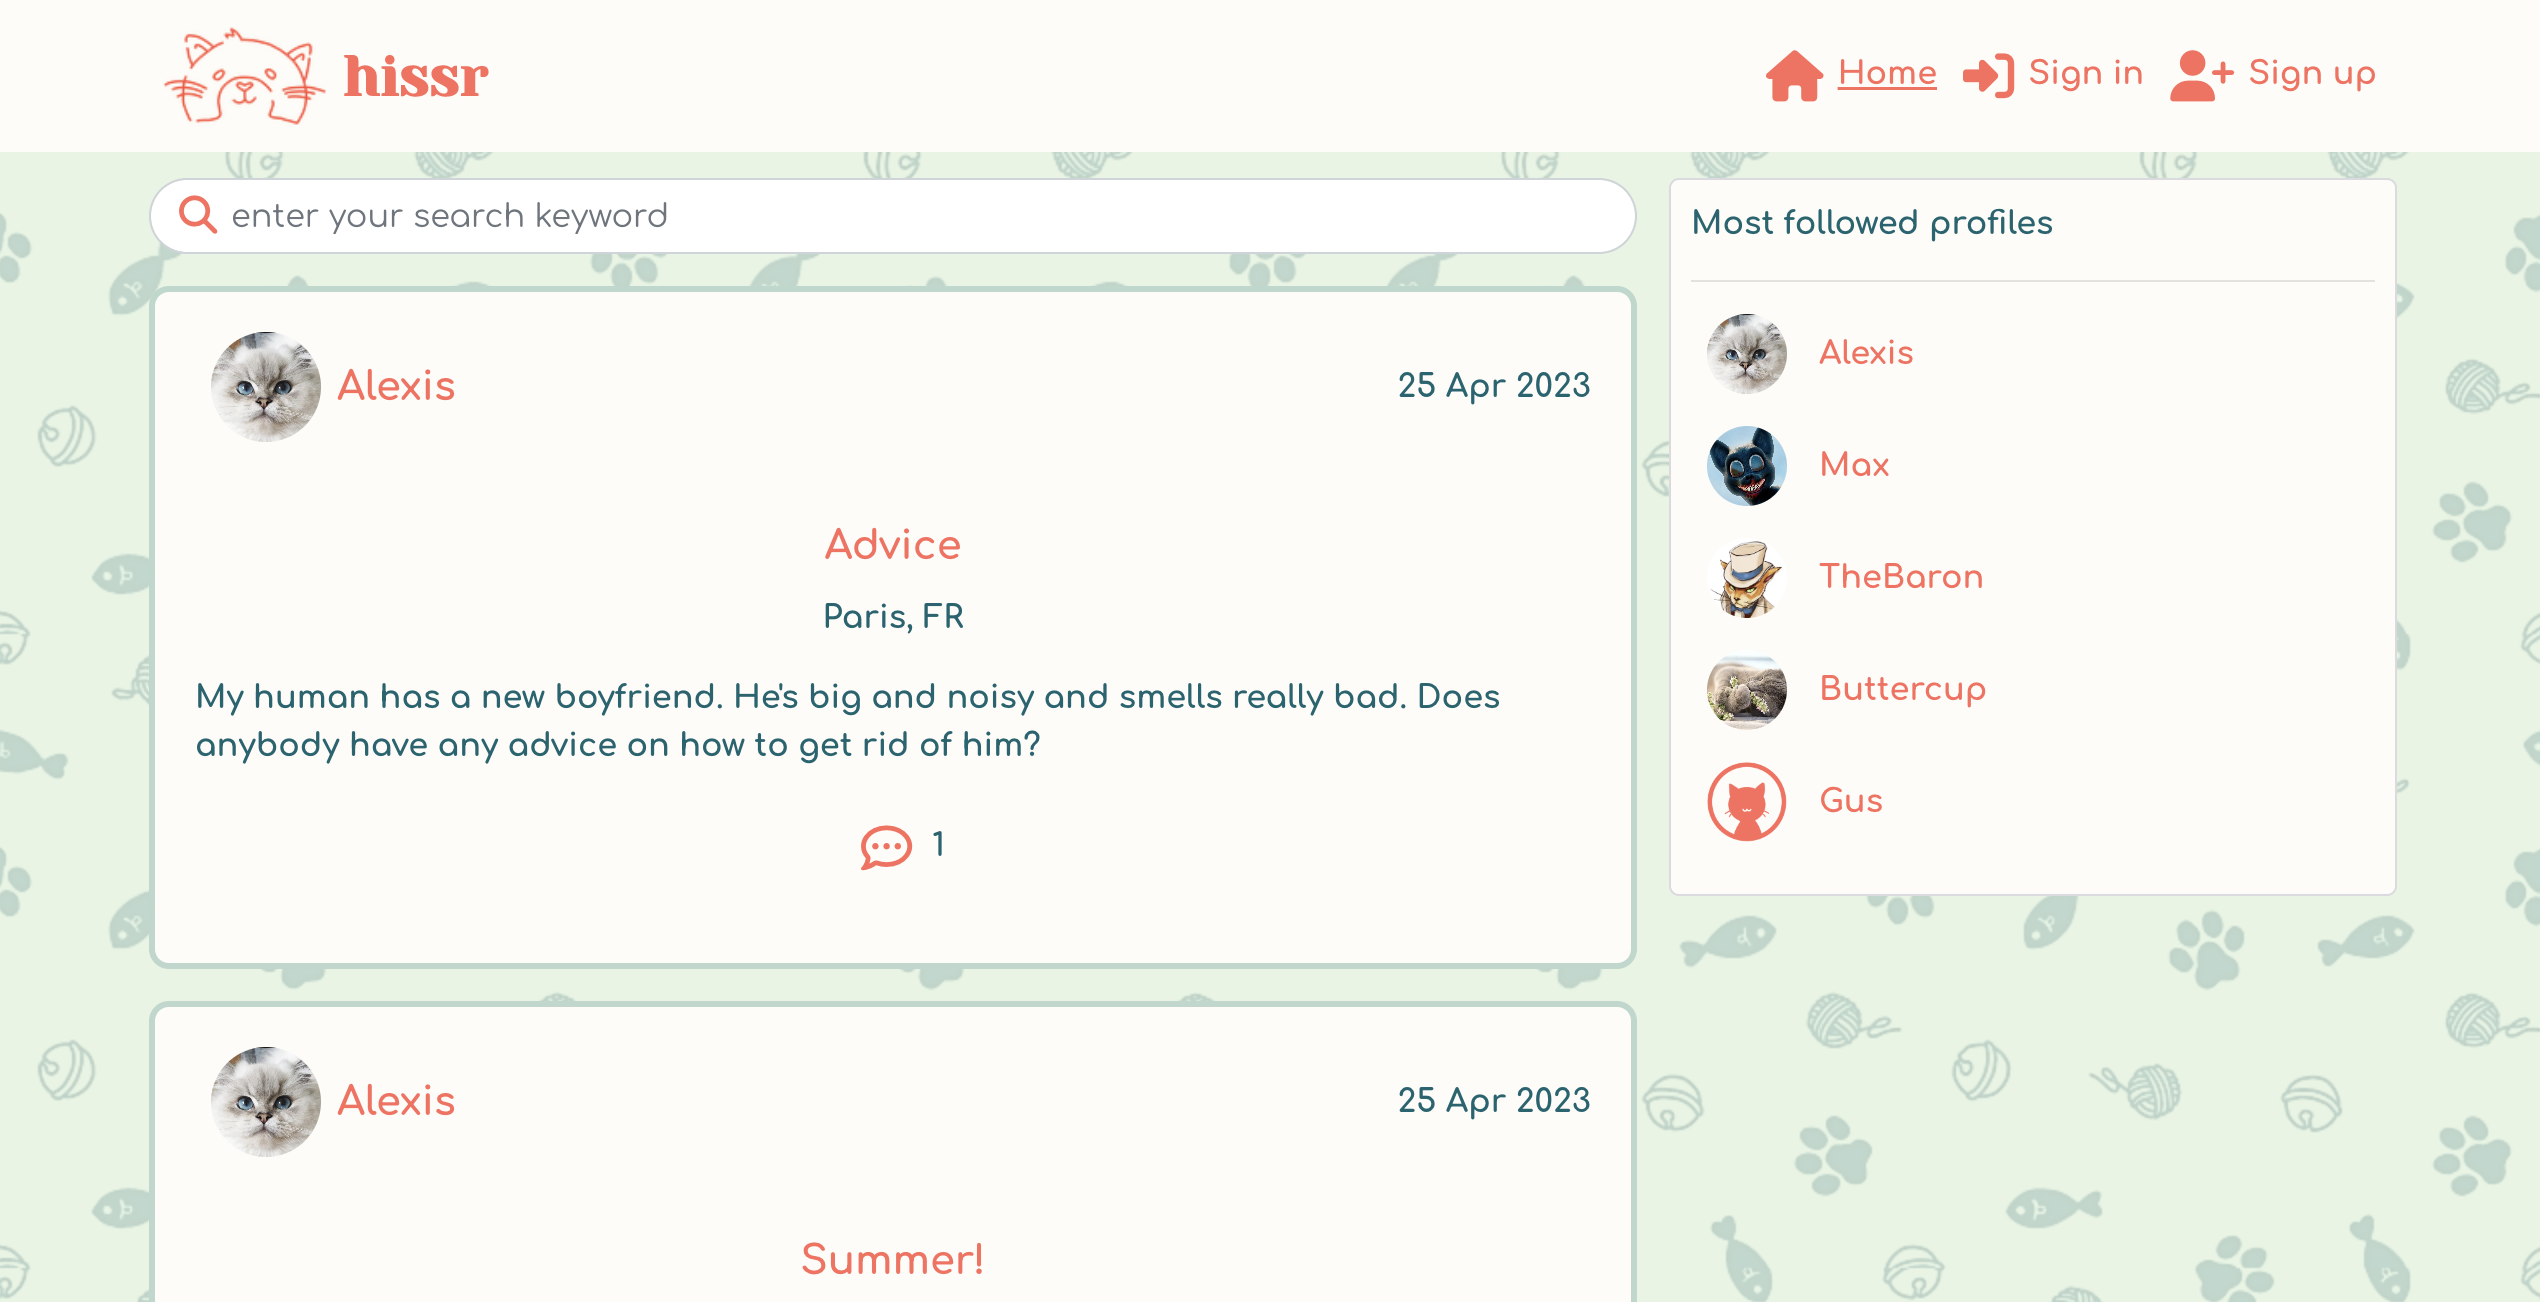 hissr
Home
Sign in
Sign up
enter your search keyword
Alexis
25 Apr 2023
Advice
Paris, FR
My human has a new boyfriend. He's big and noisy and smells really bad. Does
anybody have any advice on how to get rid of him?
1
Alexis
25 Apr 2023
Summer!
Most followed profiles
Alexis
Max
TheBaron
Buttercup
Gus